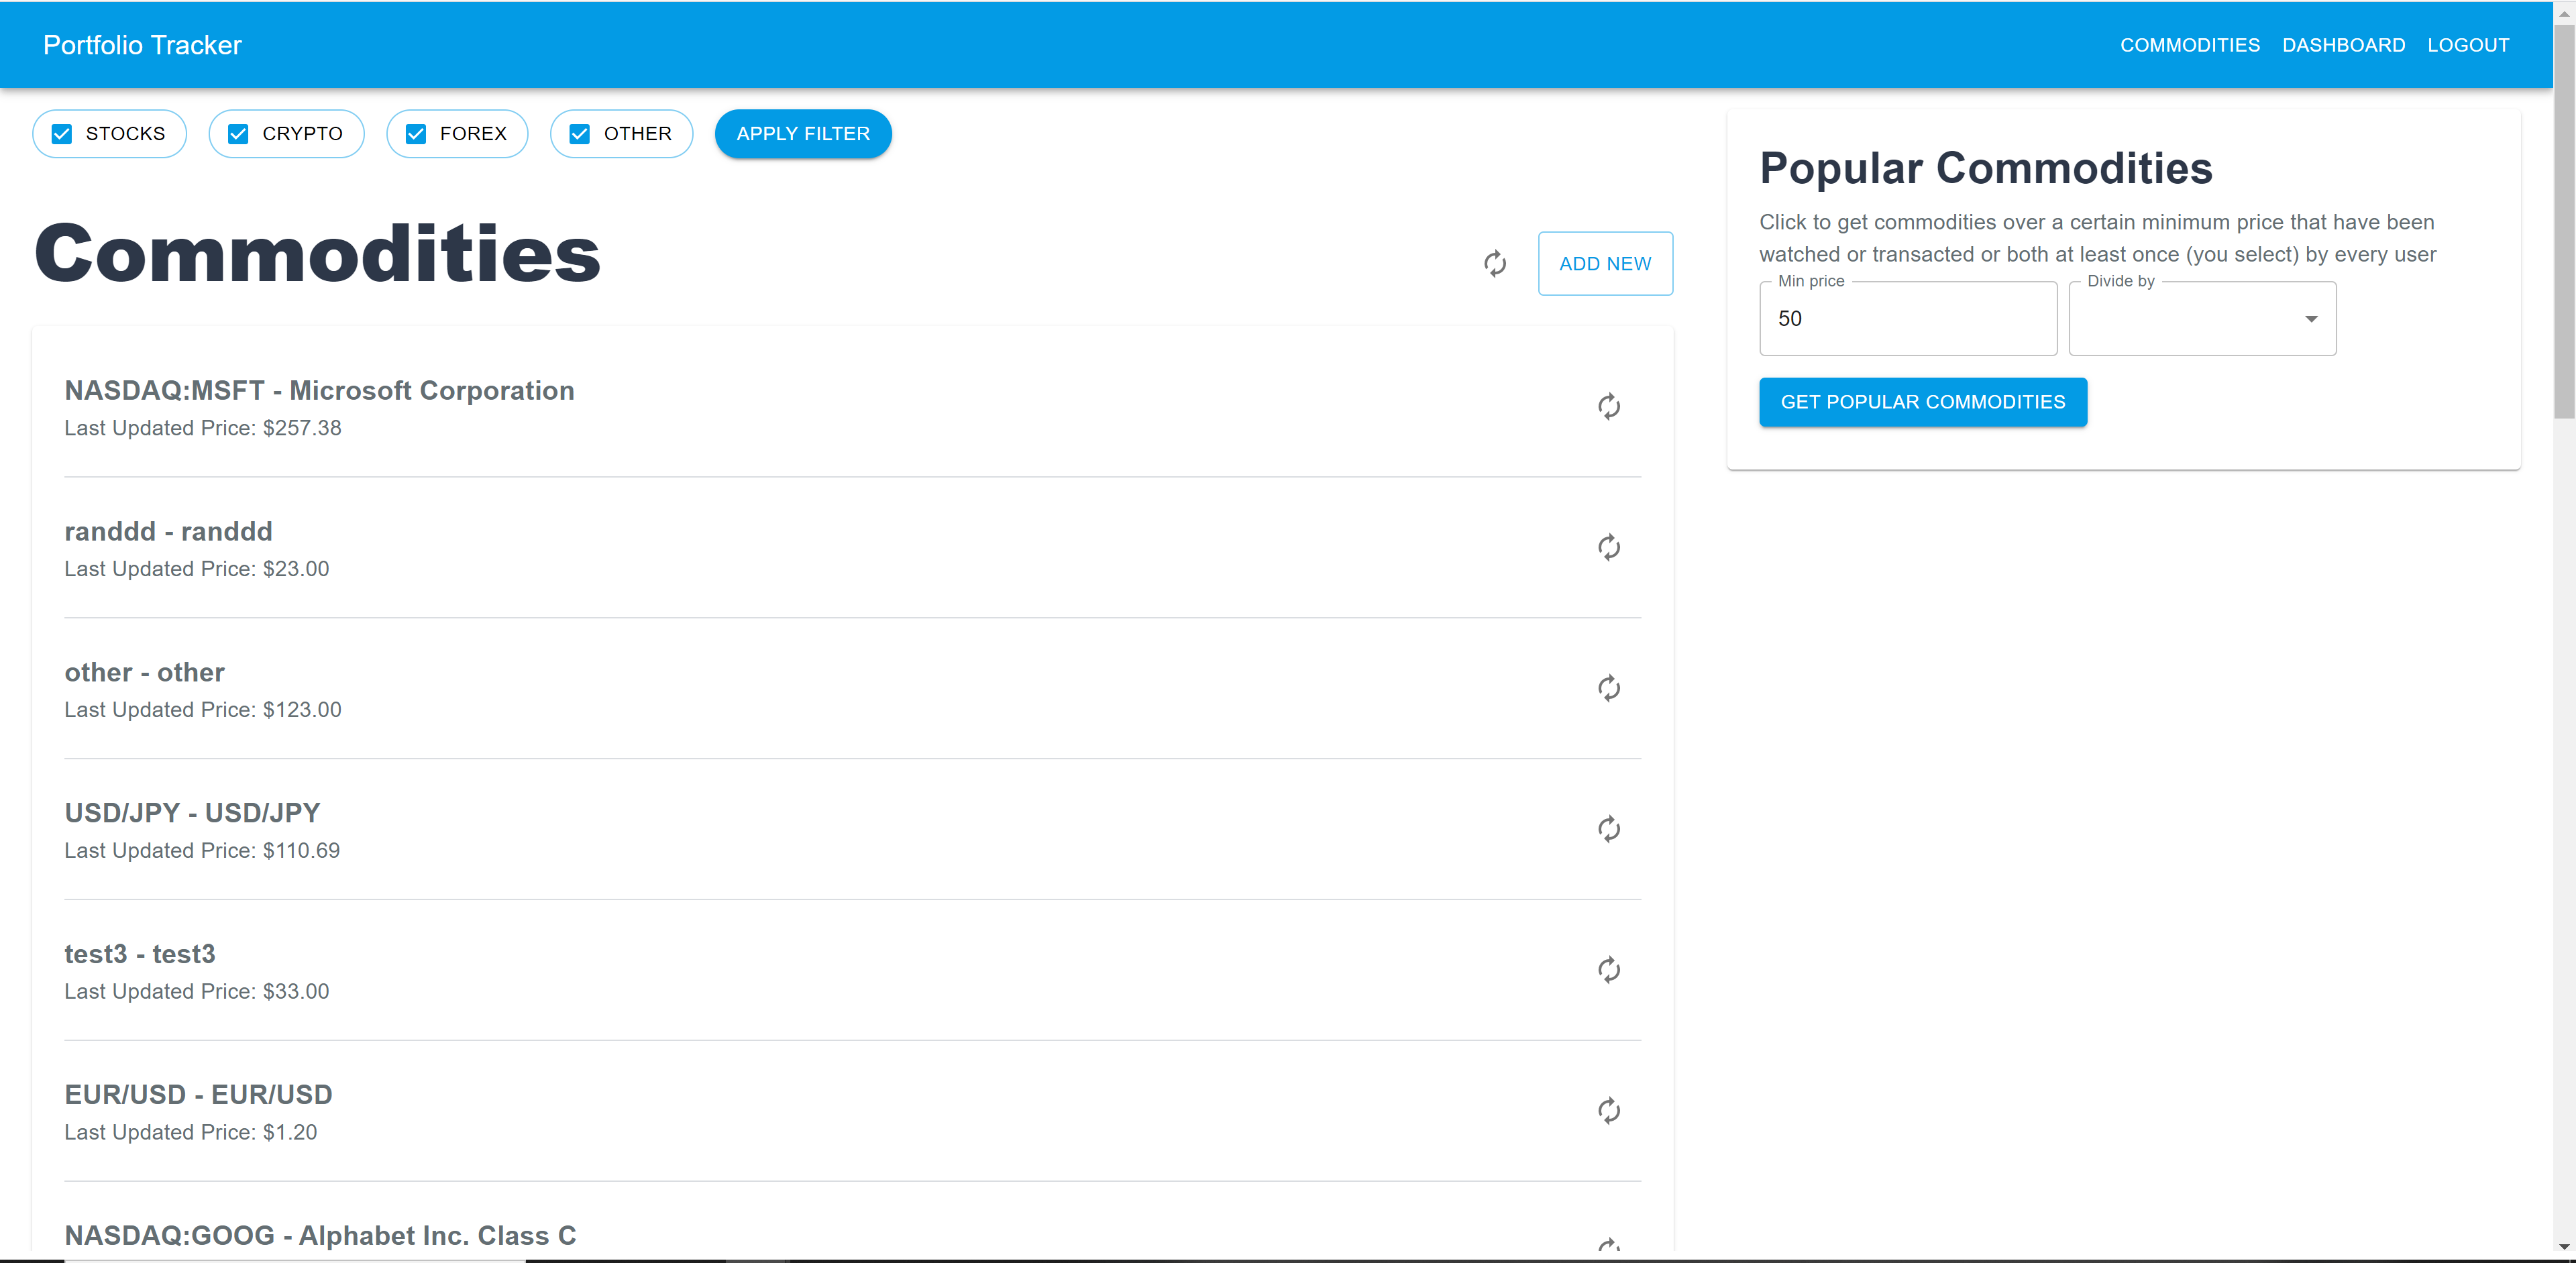 Portfolio Tracker
COMMODITIES DASHBOARD LOGOUT
STOCKS CRYPTO FOREX OTHER APPLY FILTER
Commodities
ADD NEW
NASDAQ:MSFT - Microsoft Corporation
Last Updated Price: $257.38
randdd - randdd
Last Updated Price: $23.00
other - other
Last Updated Price: $123.00
USD/JPY - USD/JPY
Last Updated Price: $110.69
test3 - test3
Last Updated Price: $33.00
EUR/USD - EUR/USD
Last Updated Price: $1.20
NASDAQ:GOOG - Alphabet Inc. Class C
Popular Commodities
Click to get commodities over a certain minimum price that have been
watched or transacted or both at least once (you select) by every user
Min price
50
Divide by
GET POPULAR COMMODITIES